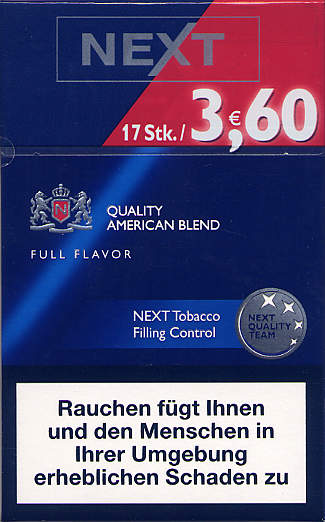 NEXT
17 Stk./ 3,60 €
N
QUALITY
AMERICAN BLEND
FULL FLAVOR
NEXT Tobacco
Filling Control
NEXT
QUALITY
TEAM
Rauchen fügt Ihnen
und den Menschen in
Ihrer Umgebung
erheblichen Schaden zu